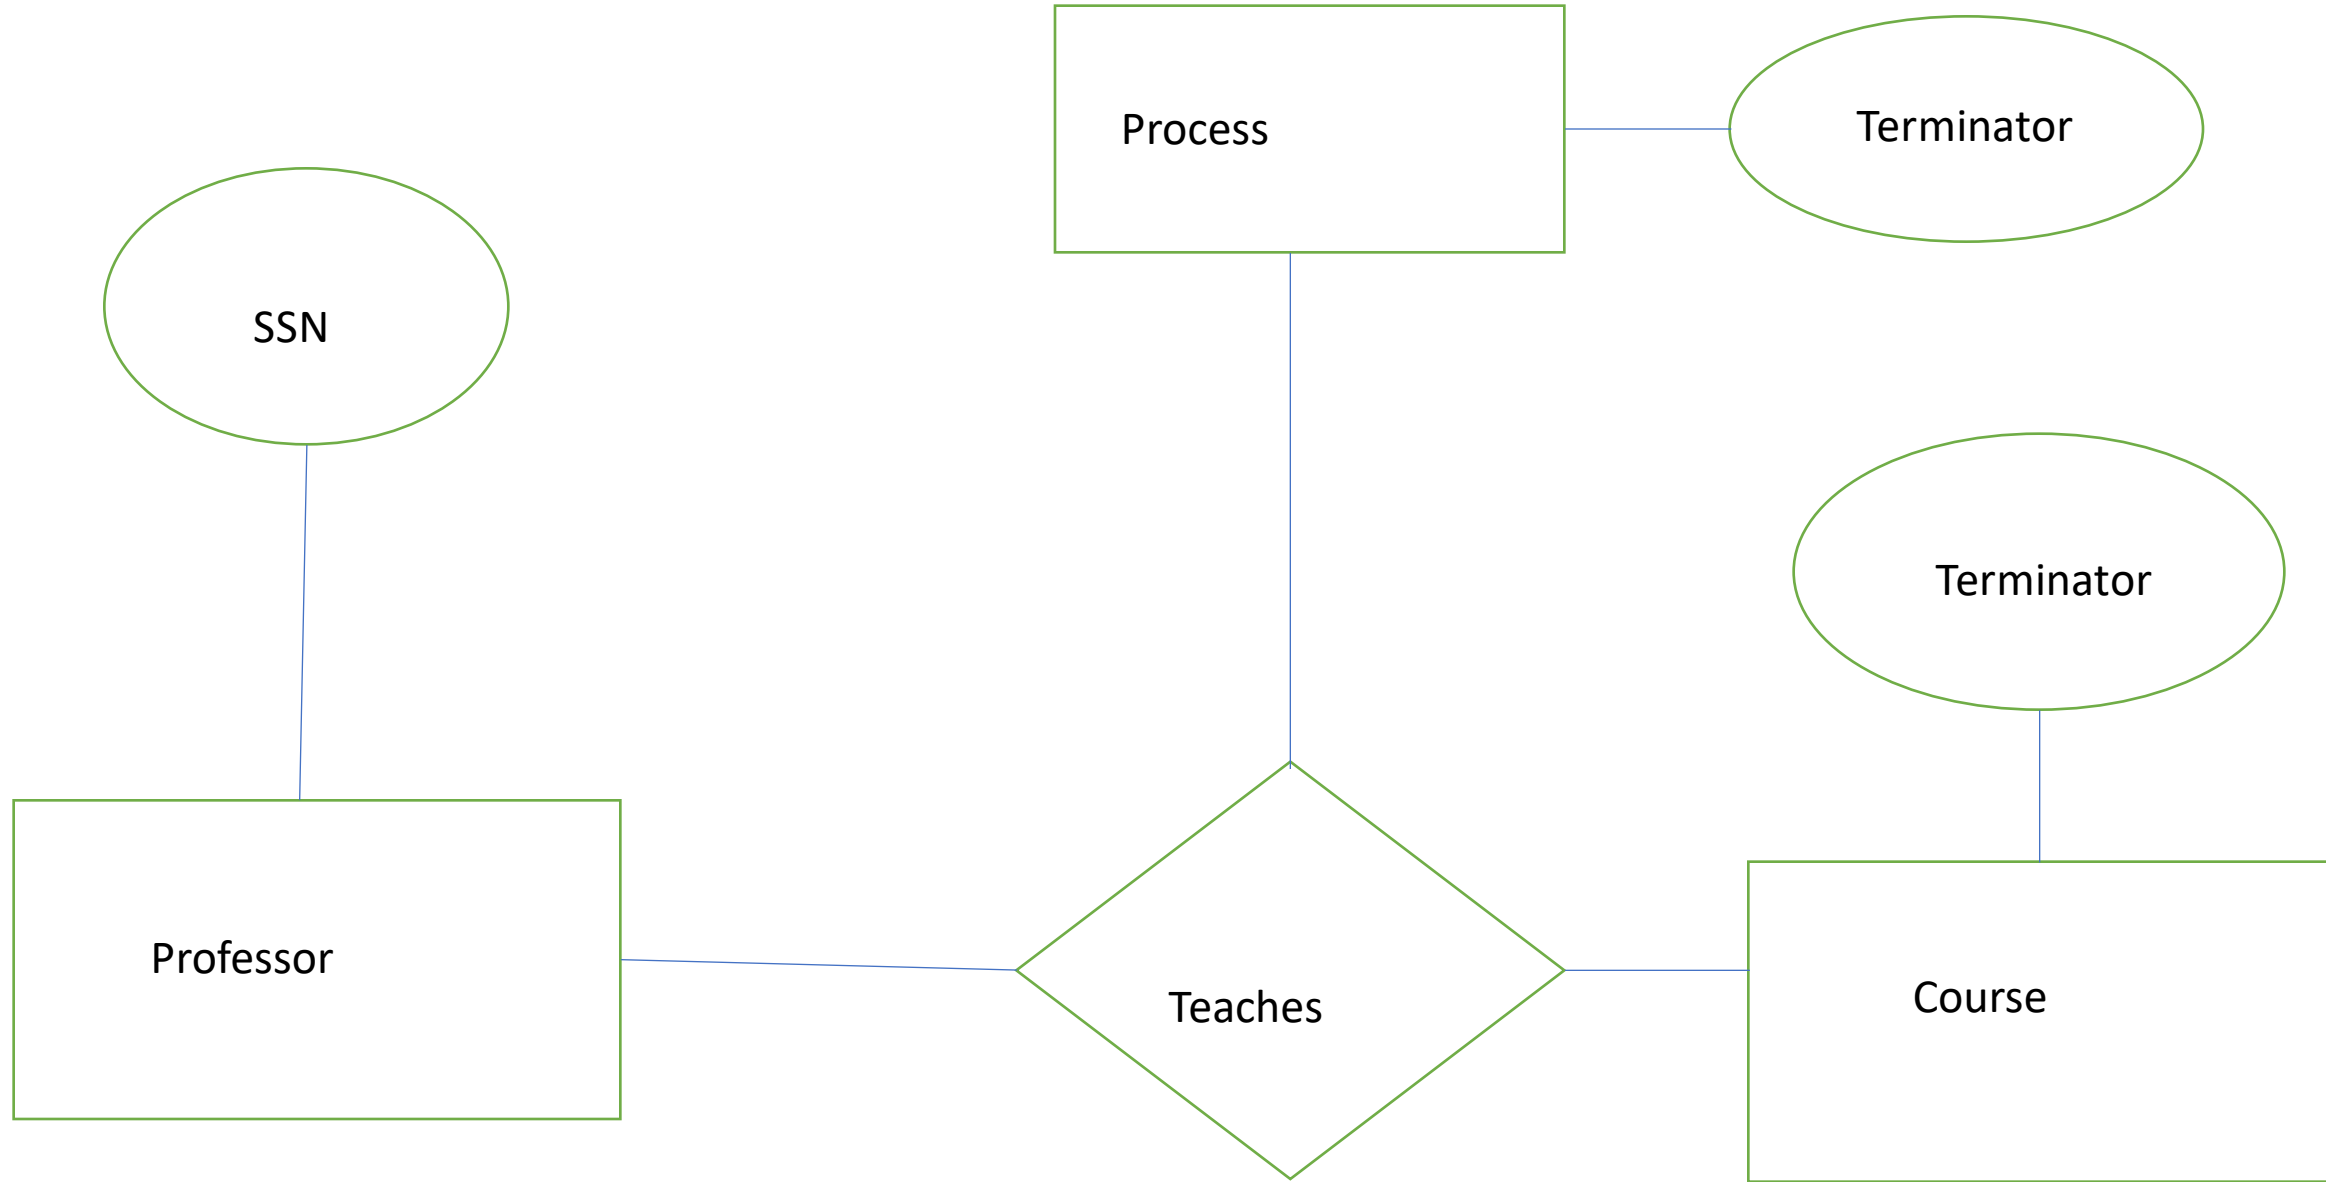 Process
Terminator
SSN
Terminator
Professor
Teaches
Course